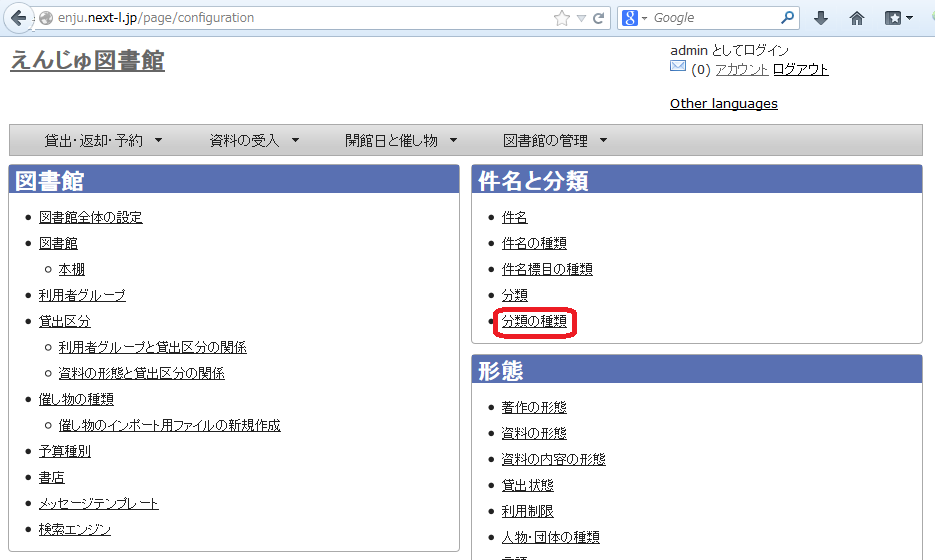 enju.next-l.jp/page/configuration
Google
えんじゅ図書館
admin としてログイン
(0) アカウント ログアウト
Other languages
貸出・返却・予約 資料の受入 開館日と催し物 図書館の管理
図書館
図書館全体の設定
図書館
本棚
利用者グループ
貸出区分
利用者グループと貸出区分の関係
資料の形態と貸出区分の関係
催し物の種類
催し物のインポート用ファイルの新規作成
予算種別
書店
メッセージテンプレート
検索エンジン
件名と分類
件名
件名の種類
件名標目の種類
分類
分類の種類
形態
著作の形態
資料の形態
資料の内容の形態
貸出状態
利用制限
人物・団体の種類